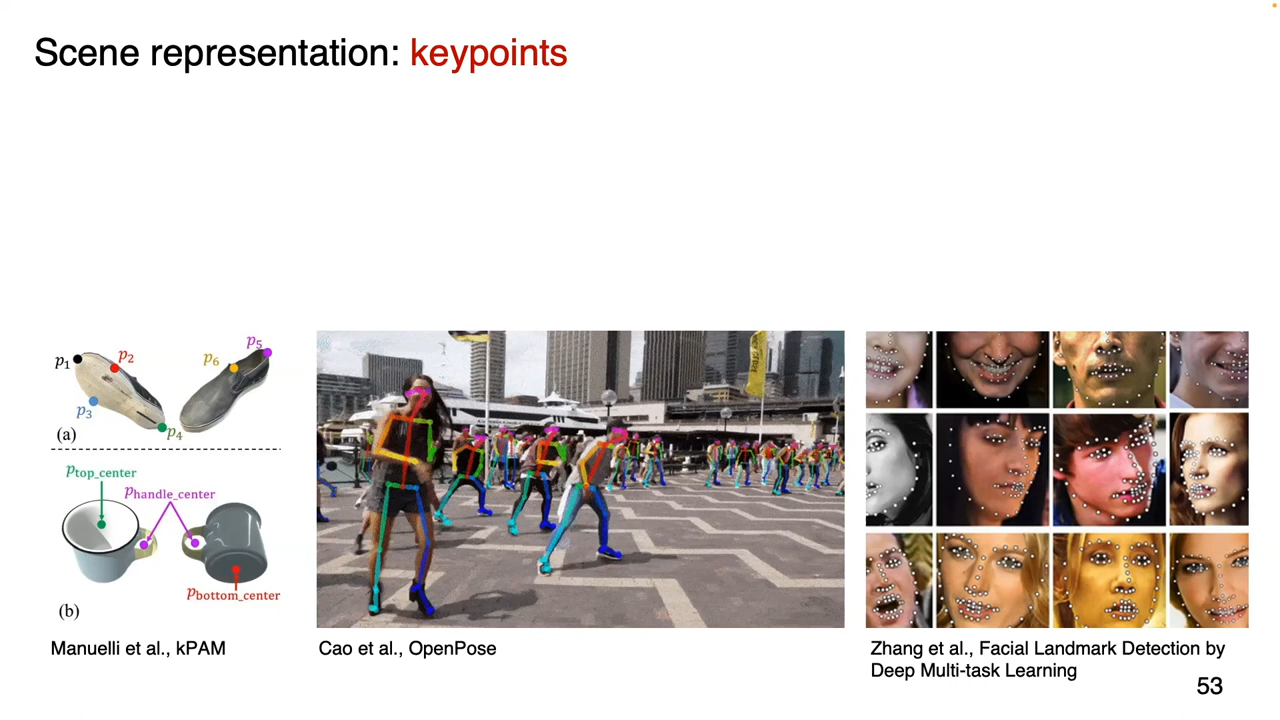 Scene representation: keypoints
p1
p2
p3
p4
p5
p6
(a)
ptop_center
phandle_center
pbottom_center
(b)
Manuelli et al., kPAM
Cao et al., OpenPose
Zhang et al., Facial Landmark Detection by
Deep Multi-task Learning
53